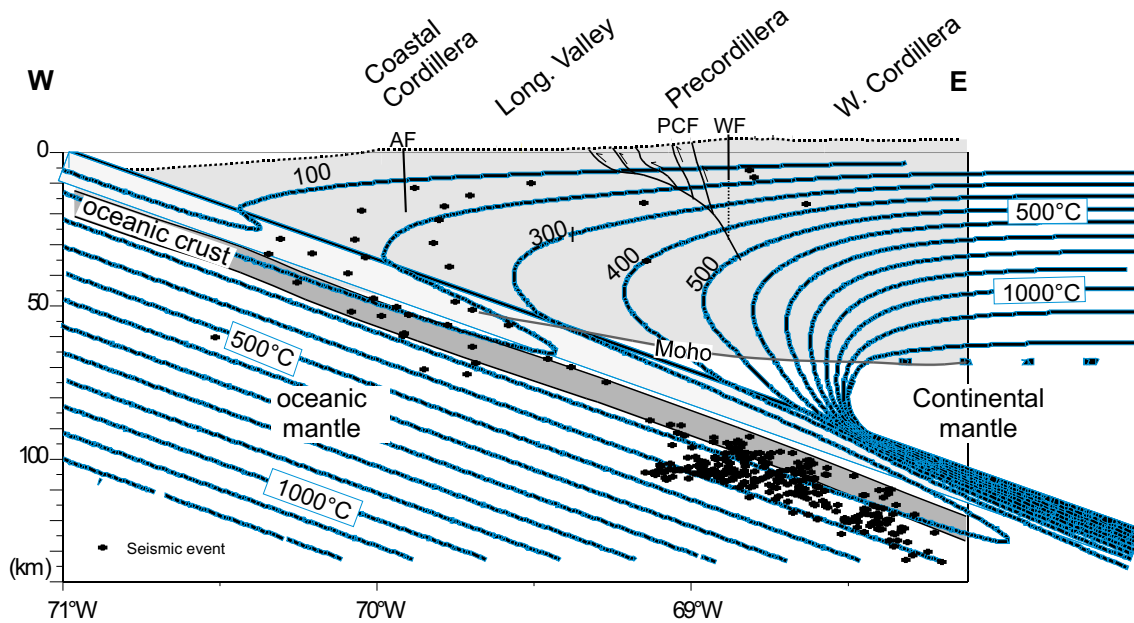 W
Coastal
Cordillera
Long. Valley
Precordillera
W. Cordillera
E
AF
PCF
WF
0
100
oceanic crust
300
400
500
500°C
50
1000°C
Moho
500°C
oceanic
mantle
Continental
mantle
100
1000°C
Seismic event
(km)
71°W
70°W
69°W